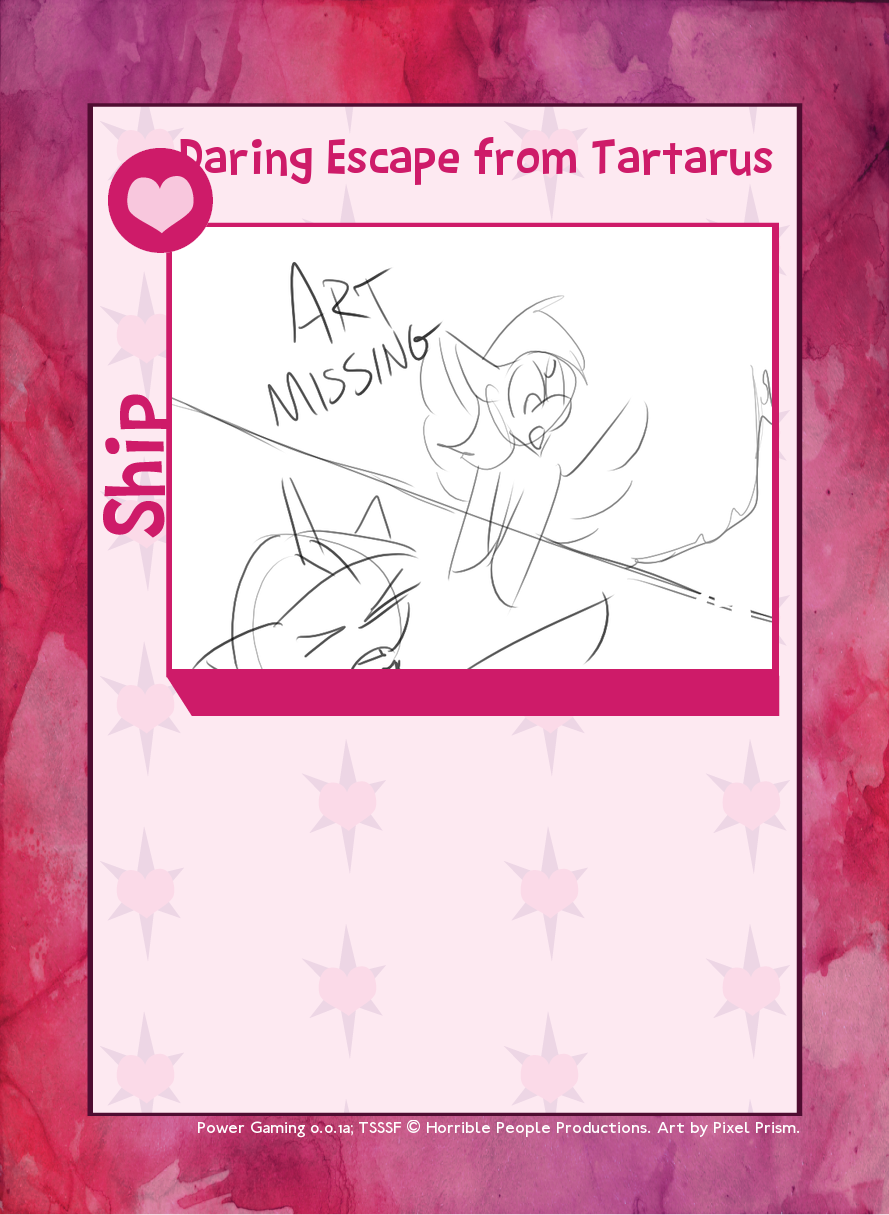 Daring Escape from Tartarus
ART
MISSING
Ship
Power Gaming 0.0.1a; TSSSF © Horrible People Productions. Art by Pixel Prism.